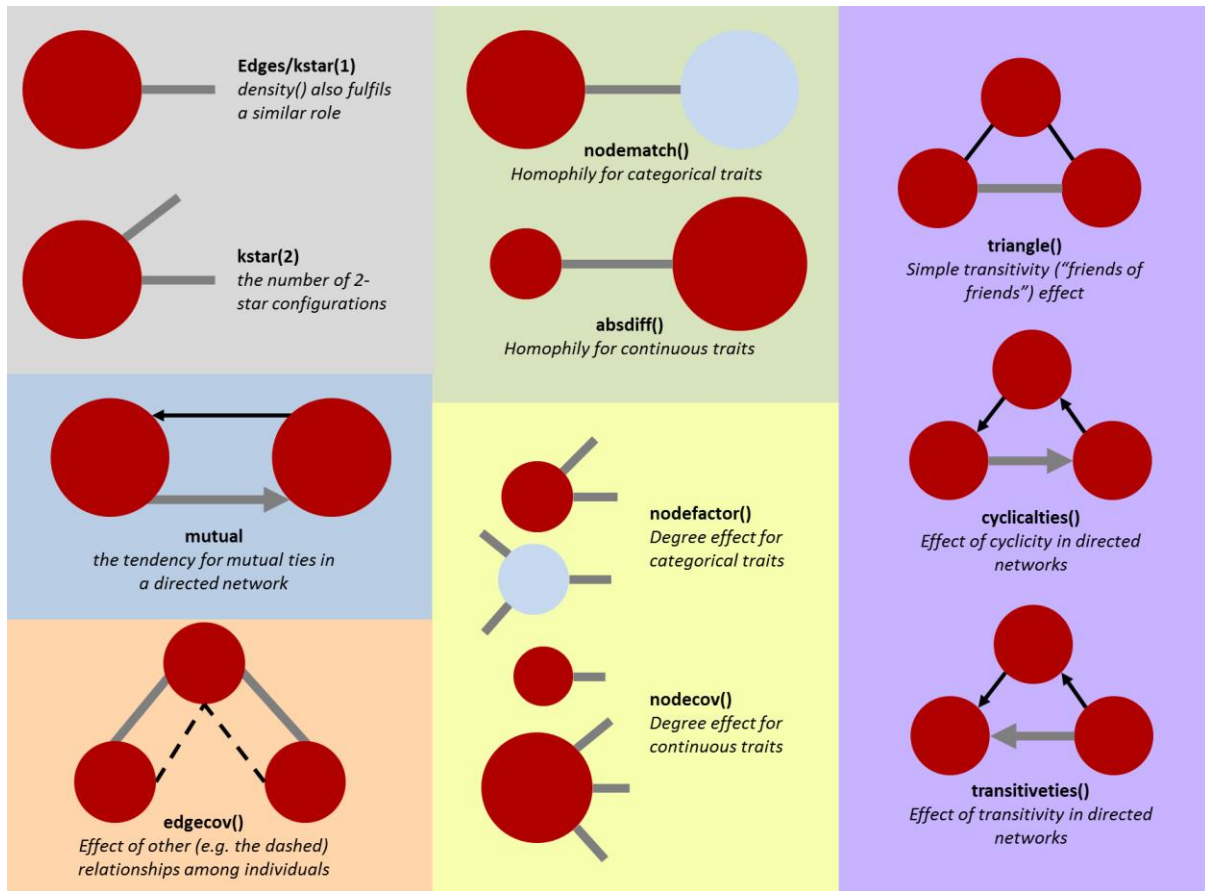 Edges/kstar(1)
density() also fulfils
a similar role
kstar(2)
the number of 2-
star configurations
mutual
the tendency for mutual ties in
a directed network
edgecov()
Effect of other (e.g. the dashed)
relationships among individuals
nodematch()
Homophily for categorical traits
absdiff()
Homophily for continuous traits
nodefactor()
Degree effect for
categorical traits
nodecov()
Degree effect for
continuous traits
triangle()
Simple transitivity (“friends of
friends”) effect
cyclicalties()
Effect of cyclicity in directed
networks
transitiveties()
Effect of transitivity in directed
networks